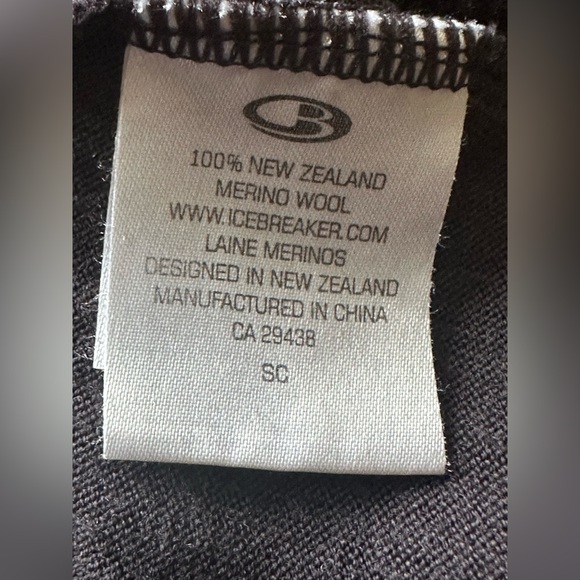 100% NEW ZEALAND
MERINO WOOL
WWW.ICEBREAKER.COM
LAINE MERINOS
DESIGNED IN NEW ZEALAND
MANUFACTURED IN CHINA
CA 29438
SC